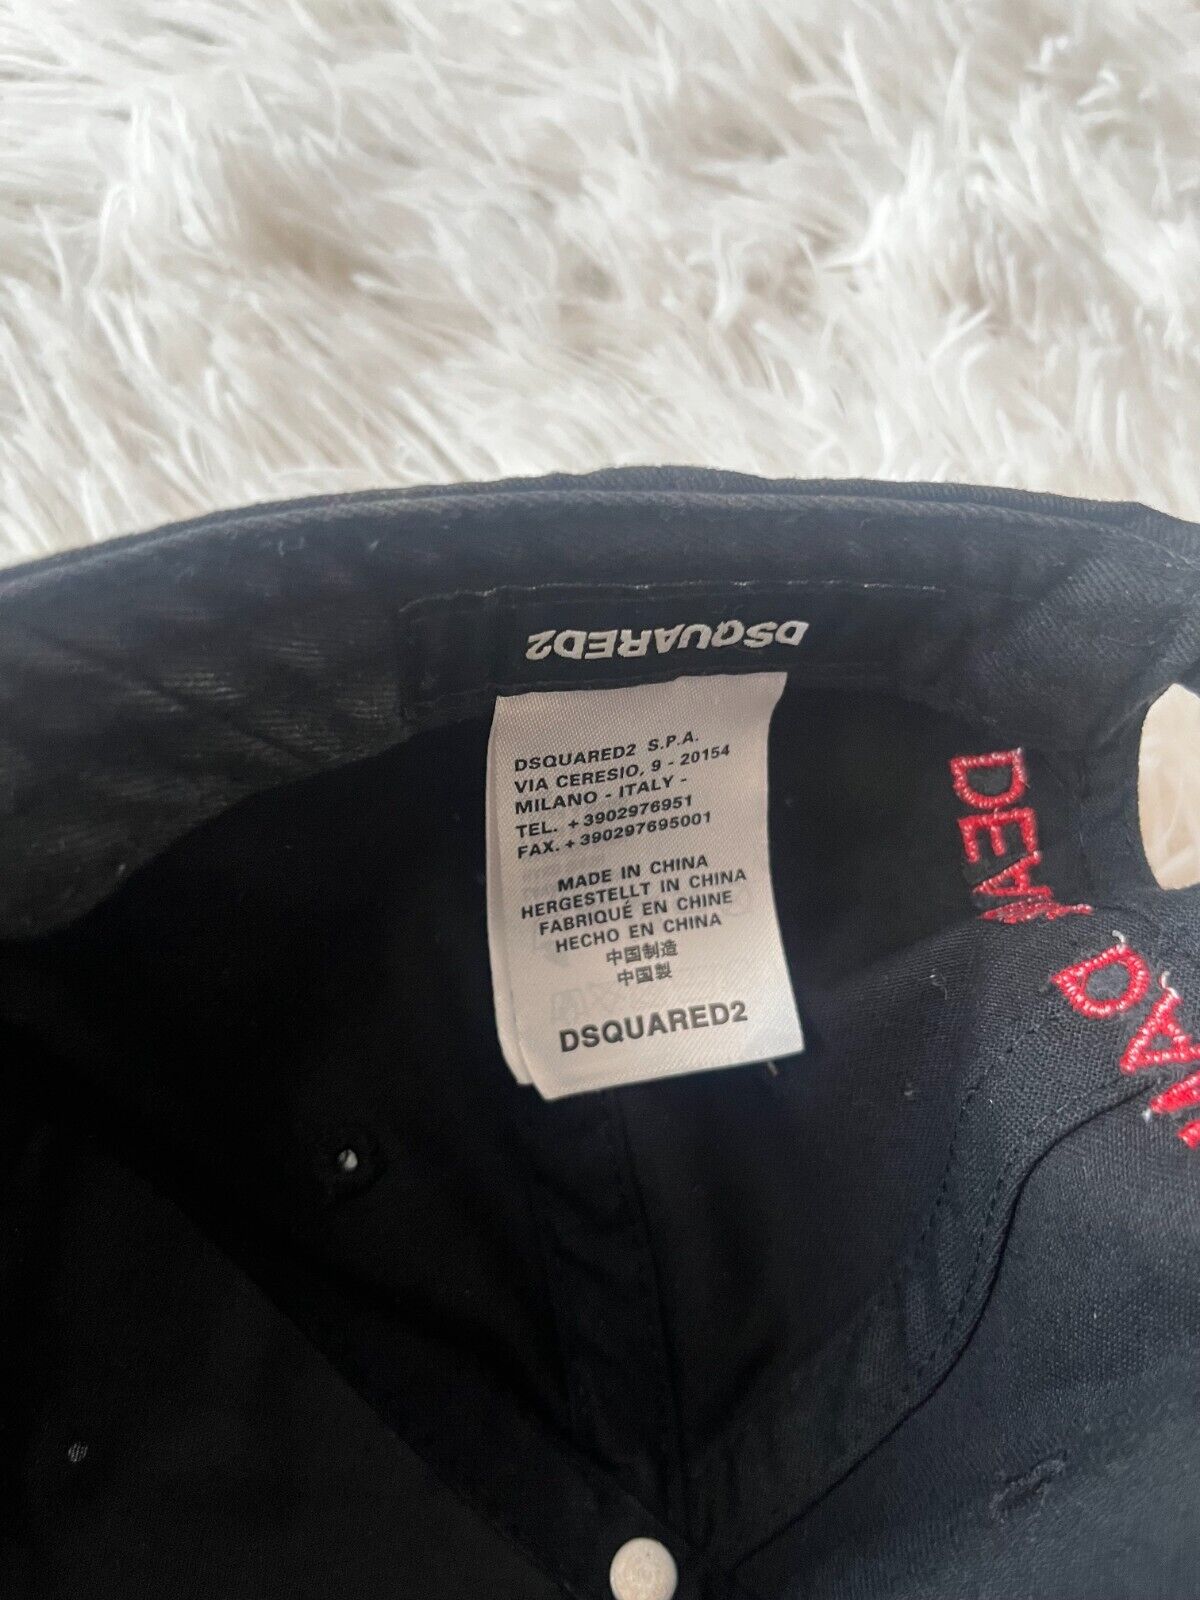 DSQUARED2
DSQUARED2 S.P.A.
VIA CERESIO, 9 - 20154
MILANO - ITALY -
TEL. +3902976951
FAX. +390297695001
MADE IN CHINA
HERGESTELLT IN CHINA
FABRIQUÉ EN CHINE
HECHO EN CHINA
中国制造
中国製
DSQUARED2
DEA